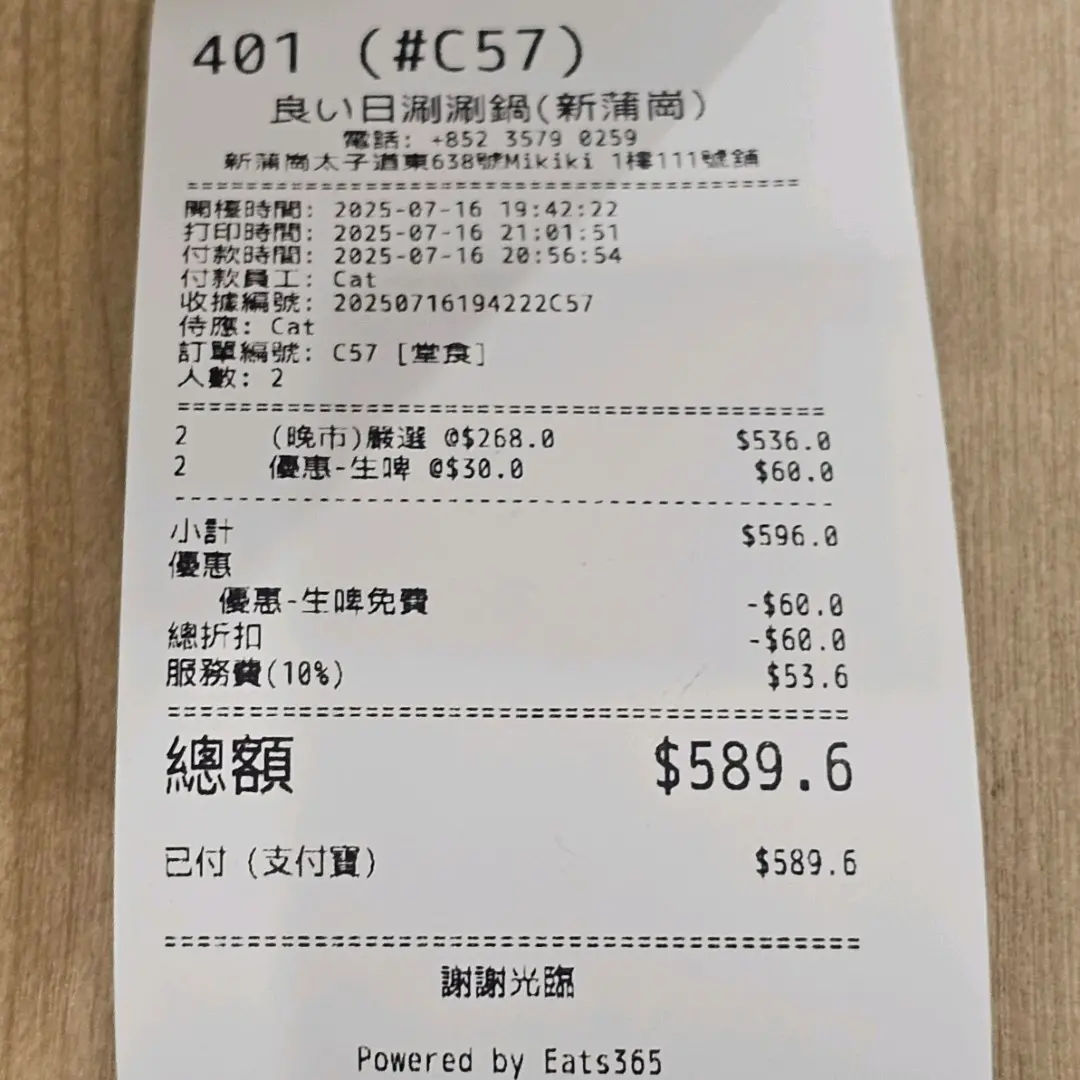 401 (#C57)
良い日涮涮鍋(新蒲崗)
電話: +852 3579 0259
新蒲崗太子道東638號Mikiki 1樓111號舖
開檯時間: 2025-07-16 19:42:22
打印時間: 2025-07-16 21:01:51
付款時間: 2025-07-16 20:56:54
付款員工: Cat
收據編號: 20250716194222C57
侍應: Cat
訂單編號: C57 [堂食]
人數: 2
2 (晚市)嚴選 @$268.0 $536.0
2 優惠-生啤 @$30.0 $60.0
小計 $596.0
優惠
優惠-生啤免費 -$60.0
總折扣 -$60.0
服務費(10%) $53.6
總額 $589.6
已付 (支付寶) $589.6
謝謝光臨
Powered by Eats365